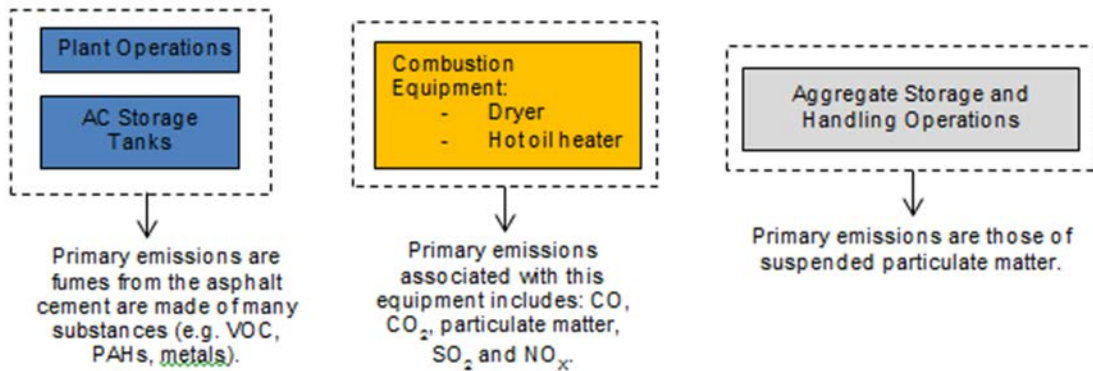 Plant Operations
AC Storage
Tanks
Primary emissions are
fumes from the asphalt
cement are made of many
substances (e.g. VOC,
PAHs, metals).
Combustion
Equipment:
- Dryer
- Hot oil heater
Primary emissions
associated with this
equipment includes: CO,
CO₂, particulate matter,
SO₂ and NOₓ.
Aggregate Storage and
Handling Operations
Primary emissions are those of
suspended particulate matter.